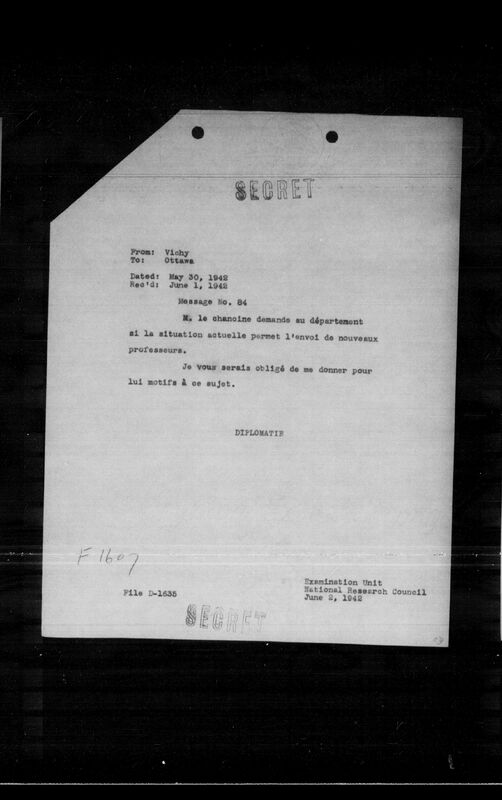 SECRET
From: Vichy
To: Ottawa
Dated: May 30, 1942
Rec'd: June 1, 1942
Message No. 84
M. le chanoine demande au département
si la situation actuelle permet l'envoi de nouveaux
professeurs.
Je vous serais obligé de me donner pour
lui motifs à ce sujet.
DIPLOMATIE
F 1607
File D-1635
Examination Unit
National Research Council
June 2, 1942
SECRET